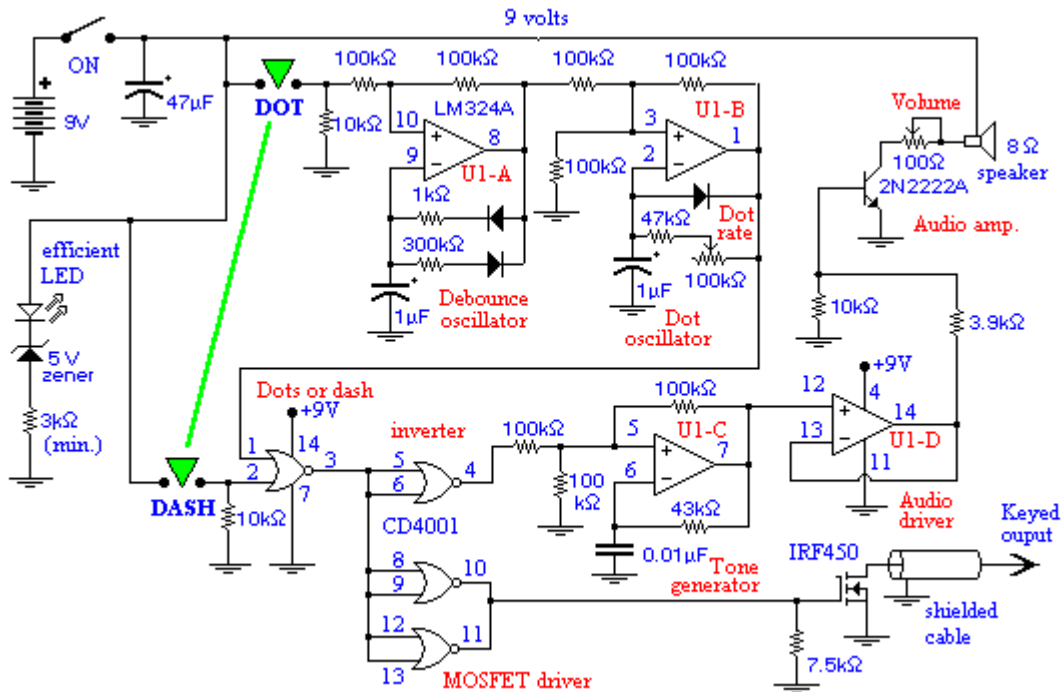 9 volts
ON
+
47µF
+
9V
DOT
100kΩ
100kΩ
100kΩ
100kΩ
10kΩ
LM324A
10
+
8
9
−
U1-A
1kΩ
300kΩ
+
1µF
Debounce
oscillator
100kΩ
U1-B
3
+
1
2
−
47kΩ
Dot
rate
100kΩ
+
1µF
Dot
oscillator
Volume
100Ω
8 Ω
speaker
2N2222A
Audio amp.
10kΩ
3.9kΩ
efficient
LED
5 V
zener
3kΩ
(min.)
DASH
10kΩ
Dots or dash
+9V
1
14
2
3
7
inverter
5
6
4
CD4001
8
9
10
12
11
13
MOSFET driver
100kΩ
100
kΩ
100kΩ
U1-C
5
+
7
6
−
43kΩ
0.01µF
Tone
generator
+9V
12
4
+
14
13
−
U1-D
11
Audio
driver
IRF450
Keyed
ouput
shielded
cable
7.5kΩ